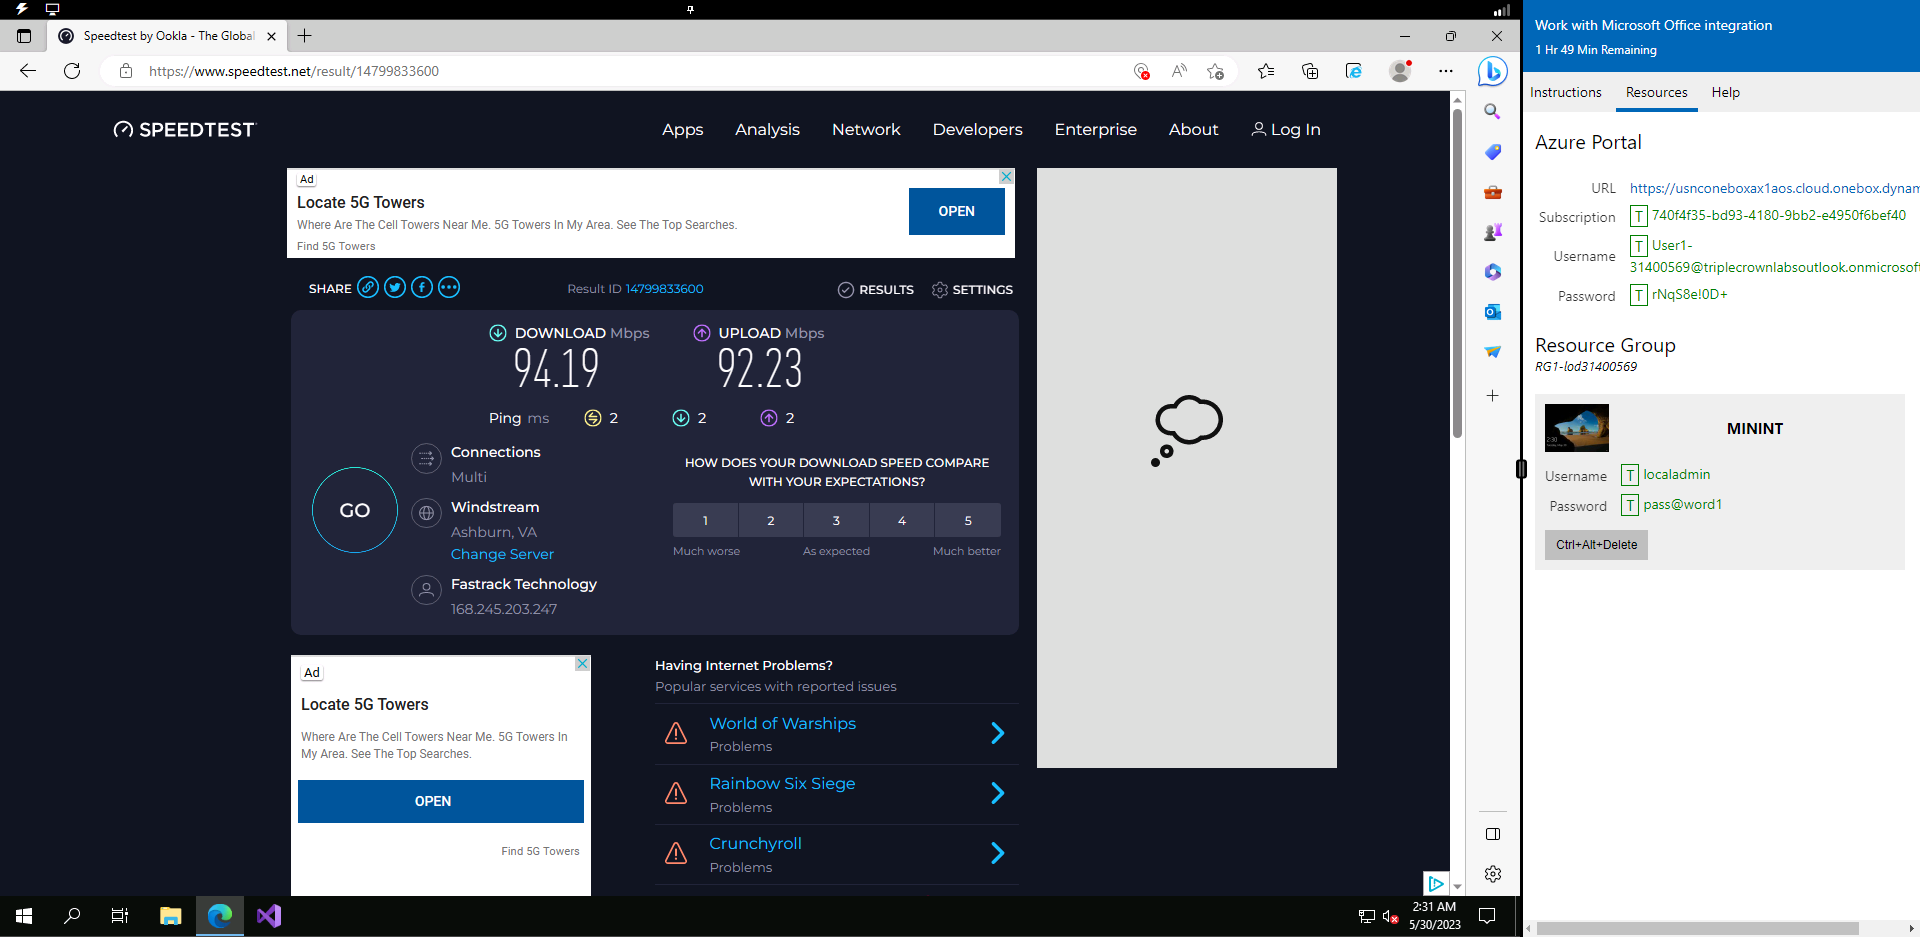 Speedtest by Ookla - The Global
https://www.speedtest.net/result/14799833600
SPEEDTEST
Apps
Analysis
Network
Developers
Enterprise
About
Log In
Ad
Locate 5G Towers
Where Are The Cell Towers Near Me. 5G Towers In My Area. See The Top Searches.
Find 5G Towers
OPEN
SHARE
Result ID 14799833600
RESULTS
SETTINGS
DOWNLOAD Mbps
94.19
UPLOAD Mbps
92.23
Ping ms
2
2
2
GO
Connections
Multi
Windstream
Ashburn, VA
Change Server
Fastrack Technology
168.245.203.247
HOW DOES YOUR DOWNLOAD SPEED COMPARE
WITH YOUR EXPECTATIONS?
1
2
3
4
5
Much worse
As expected
Much better
Ad
Locate 5G Towers
Where Are The Cell Towers Near Me. 5G Towers In
My Area. See The Top Searches.
OPEN
Find 5G Towers
Having Internet Problems?
Popular services with reported issues
World of Warships
Problems
Rainbow Six Siege
Problems
Crunchyroll
Problems
2:31 AM
5/30/2023
Work with Microsoft Office integration
1 Hr 49 Min Remaining
Instructions
Resources
Help
Azure Portal
URL
https://usnconeboxax1aos.cloud.onebox.dynam
Subscription
T 740f4f35-bd93-4180-9bb2-e4950f6bef40
Username
T User1-
31400569@triplecrownlabsoutlook.onmicrosoft
Password
T rNqS8e!0D+
Resource Group
RG1-lod31400569
2:30
MININT
Username
T localadmin
Password
T pass@word1
Ctrl+Alt+Delete